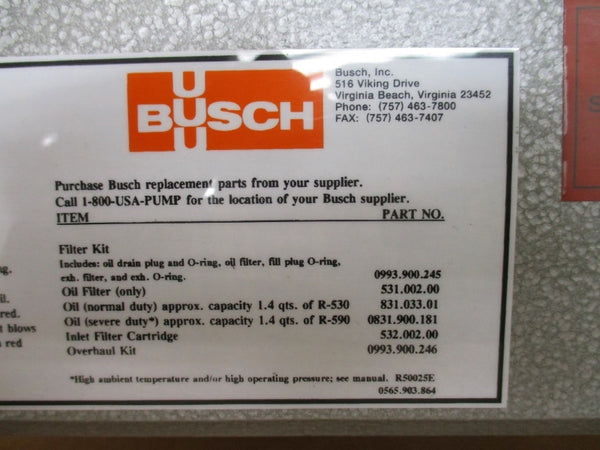 U
BUSCH
U
Busch, Inc.
516 Viking Drive
Virginia Beach, Virginia 23452
Phone: (757) 463-7800
FAX: (757) 463-7407
Purchase Busch replacement parts from your supplier.
Call 1-800-USA-PUMP for the location of your Busch supplier.
ITEM PART NO.
Filter Kit
Includes: oil drain plug and O-ring, oil filter, fill plug O-ring,
exh. filter, and exh. O-ring. 0993.900.245
Oil Filter (only) 531.002.00
Oil (normal duty) approx. capacity 1.4 qts. of R-530 831.033.01
Oil (severe duty*) approx. capacity 1.4 qts. of R-590 0831.900.181
Inlet Filter Cartridge 532.002.00
Overhaul Kit 0993.900.246
*High ambient temperature and/or high operating pressure; see manual. R50025E
0565.903.864
blows
red
S